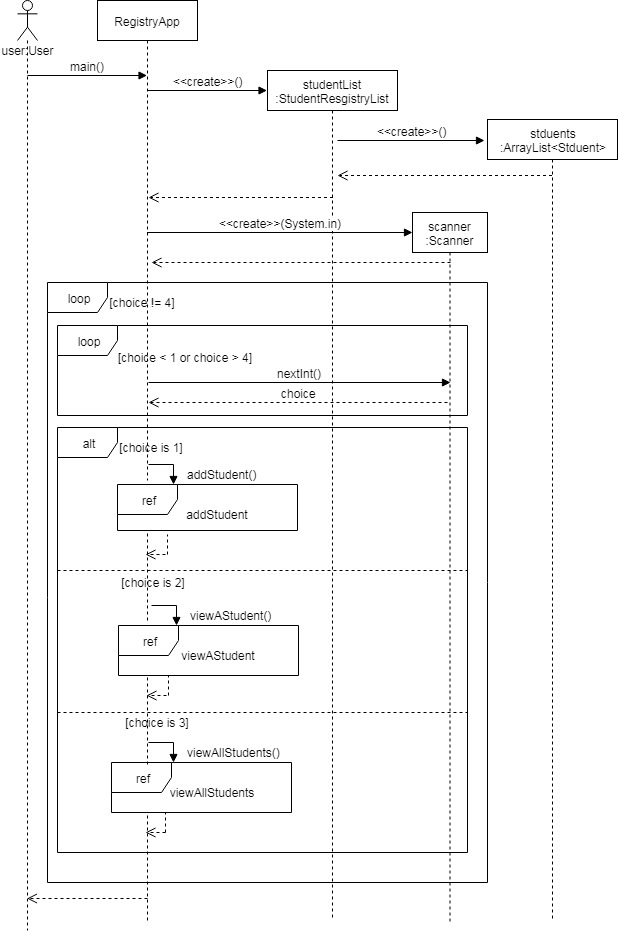 user:User
RegistryApp
main()
<<create>>()
studentList
:StudentResgistryList
<<create>>()
stduents
:ArrayList<Stduent>
<<create>>(System.in)
scanner
:Scanner
loop
[choice != 4]
loop
[choice < 1 or choice > 4]
nextInt()
choice
alt
[choice is 1]
addStudent()
ref
addStudent
[choice is 2]
viewAStudent()
ref
viewAStudent
[choice is 3]
viewAllStudents()
ref
viewAllStudents